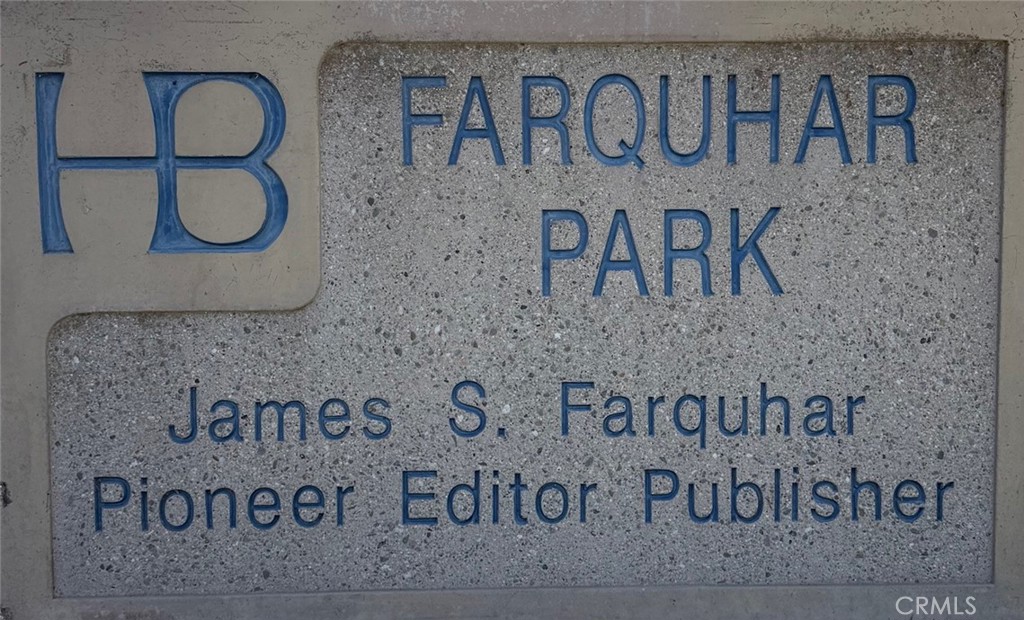 HB
FARQUHAR
PARK
James S. Farquhar
Pioneer Editor Publisher
CRMLS